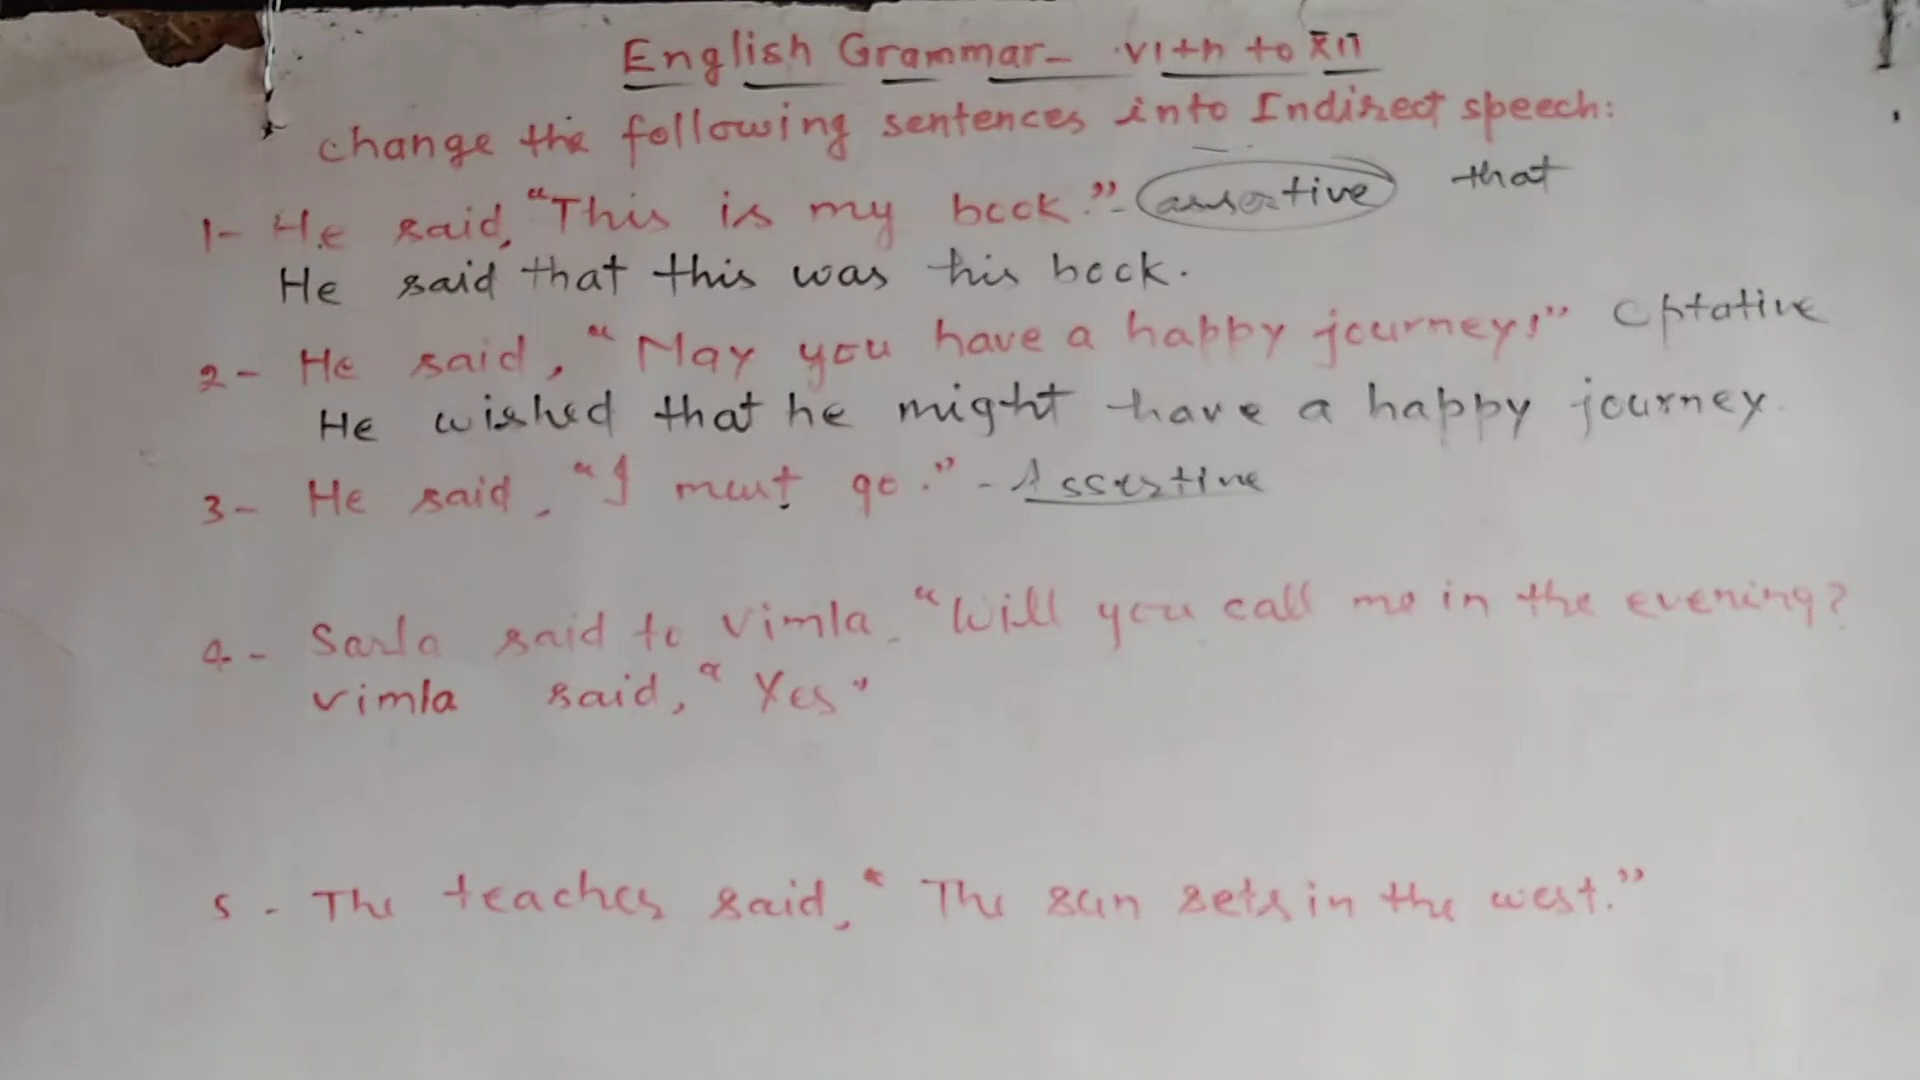 English Grammar- VIth to XII
change the following sentences into Indirect speech:
1- He said, "This is my book."- assertive that
He said that this was his book.
2- He said, "May you have a happy journey!" Optative
He wished that he might have a happy journey.
3- He said, "I must go." - Assertive
4- Sarla said to Vimla, "Will you call me in the evening?
Vimla said, "Yes"
5- The teacher said, "The sun sets in the west."